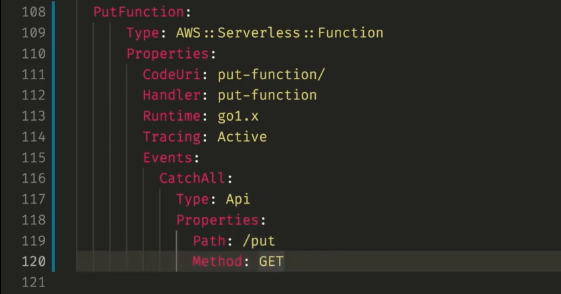 108 PutFunction:
109 Type: AWS::Serverless::Function
110 Properties:
111 CodeUri: put-function/
112 Handler: put-function
113 Runtime: go1.x
114 Tracing: Active
115 Events:
116 CatchAll:
117 Type: Api
118 Properties:
119 Path: /put
120 Method: GET
121